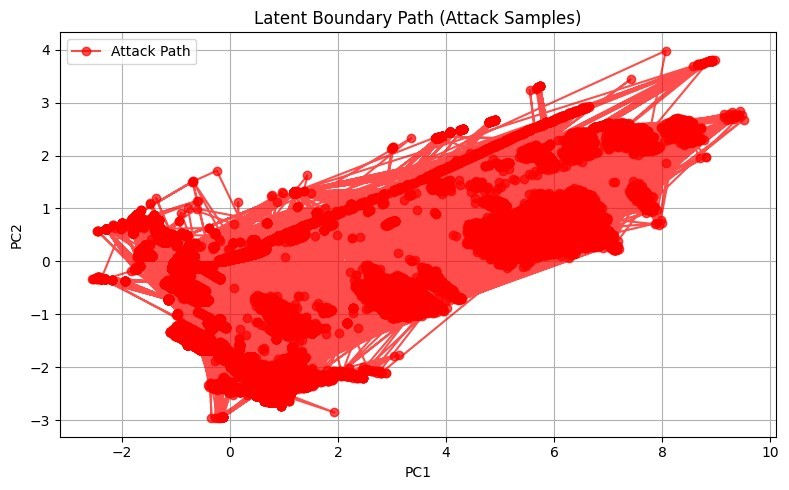 Latent Boundary Path (Attack Samples)
Attack Path
4
3
2
1
0
−1
−2
−3
PC2
−2 0 2 4 6 8 10
PC1